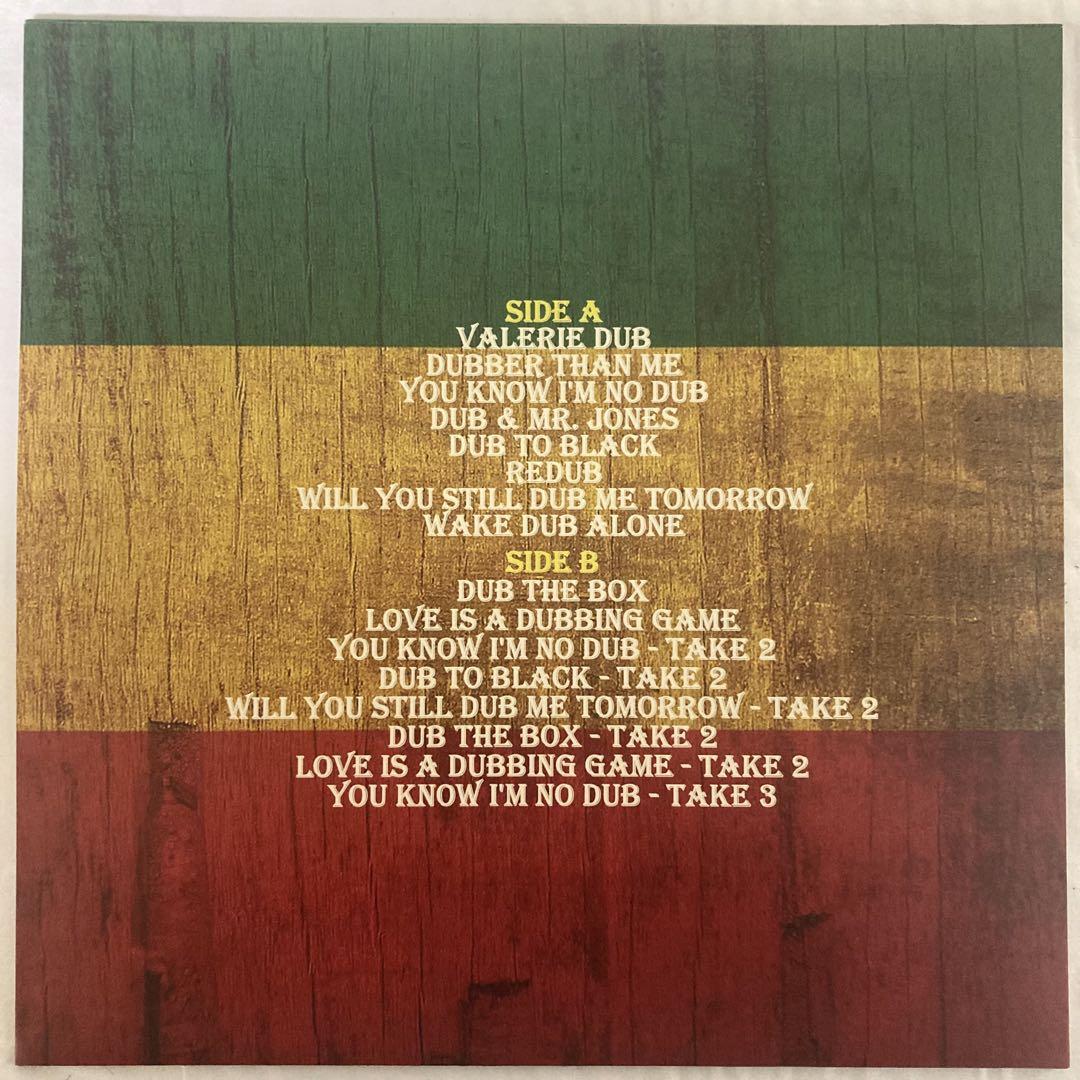 SIDE A
VALERIE DUB
DUBBER THAN ME
YOU KNOW I'M NO DUB
DUB & MR. JONES
DUB TO BLACK
REDUB
WILL YOU STILL DUB ME TOMORROW
WAKE DUB ALONE
SIDE B
DUB THE BOX
LOVE IS A DUBBING GAME
YOU KNOW I'M NO DUB - TAKE 2
DUB TO BLACK - TAKE 2
WILL YOU STILL DUB ME TOMORROW - TAKE 2
DUB THE BOX - TAKE 2
LOVE IS A DUBBING GAME - TAKE 2
YOU KNOW I'M NO DUB - TAKE 3